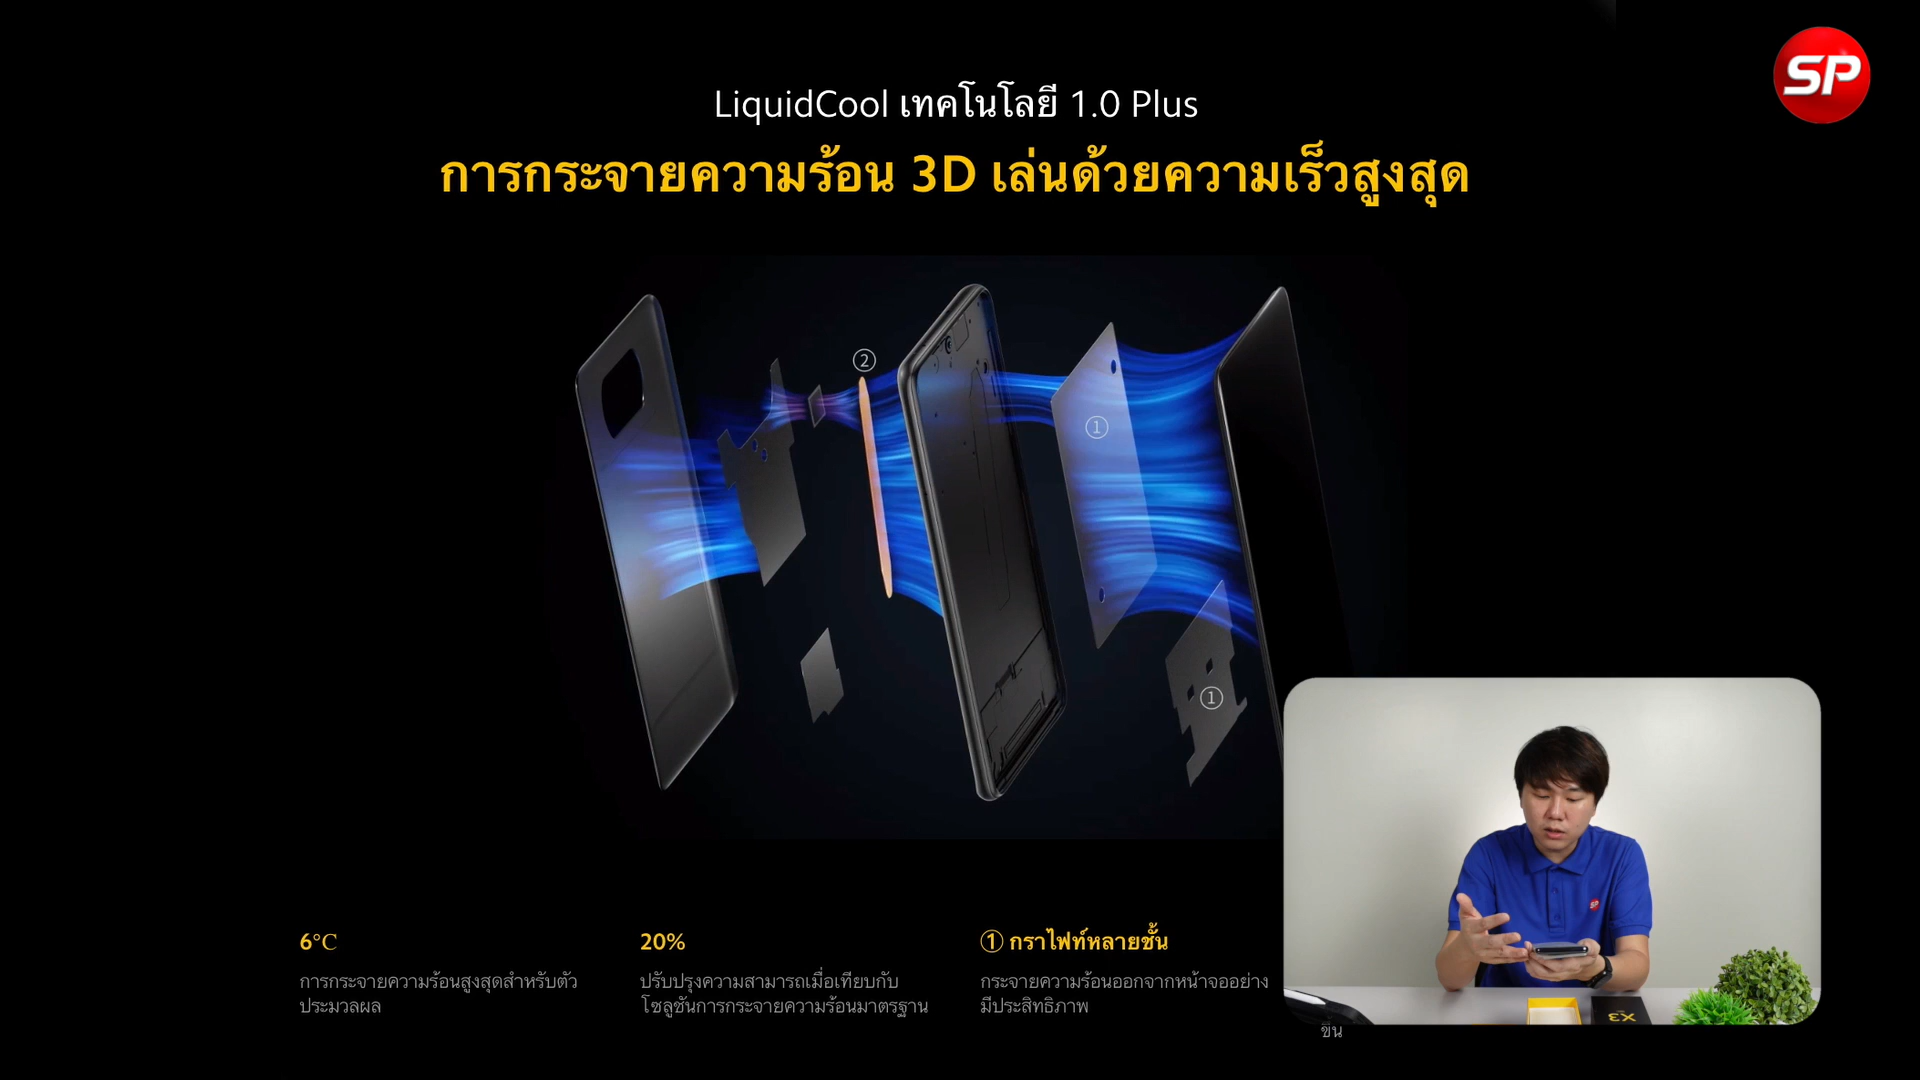 SP
LiquidCool เทคโนโลยี 1.0 Plus
การกระจายความร้อน 3D เล่นด้วยความเร็วสูงสุด
②
①
①
6°C
การกระจายความร้อนสูงสุดสำหรับตัว
ประมวลผล
20%
ปรับปรุงความสามารถเมื่อเทียบกับ
โซลูชันการกระจายความร้อนมาตรฐาน
① กราไฟท์หลายชั้น
กระจายความร้อนออกจากหน้าจออย่าง
มีประสิทธิภาพ
ขึ้น
SP
X3